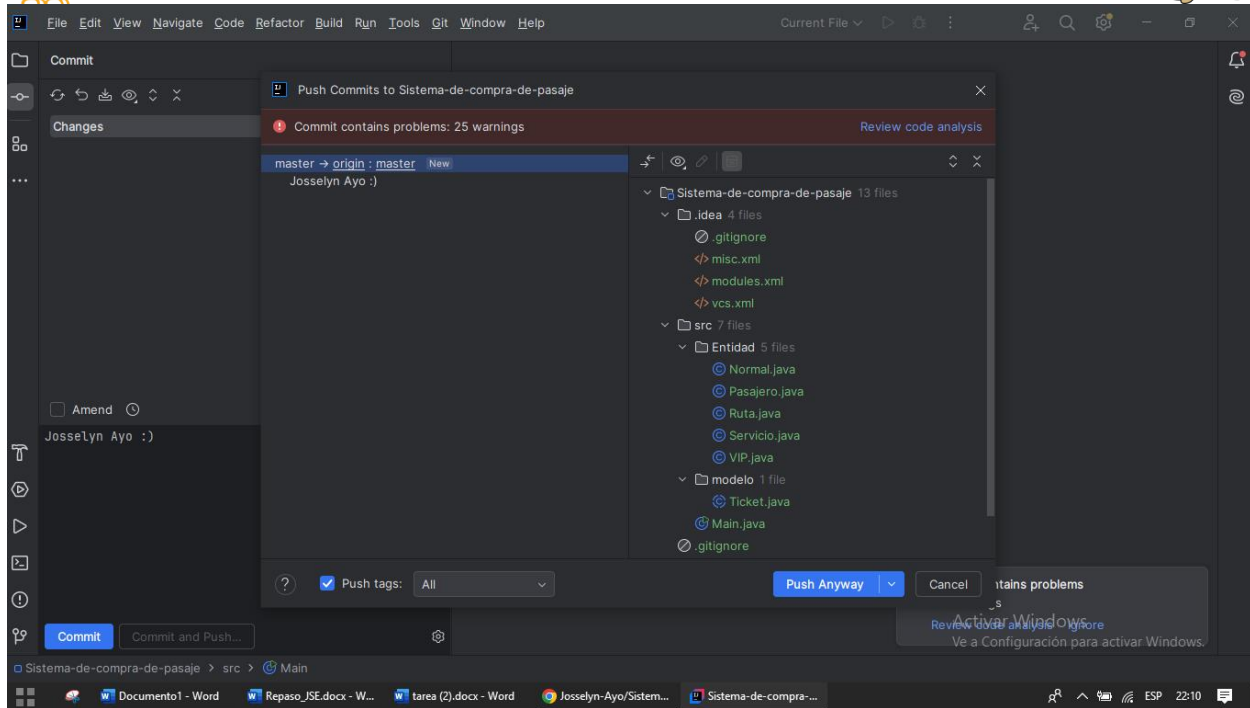 File Edit View Navigate Code Refactor Build Run Tools Git Window Help Current File
Commit
Push Commits to Sistema-de-compra-de-pasaje
Changes
Commit contains problems: 25 warnings Review code analysis
master → origin : master New
Josselyn Ayo :)
Sistema-de-compra-de-pasaje 13 files
.idea 4 files
.gitignore
misc.xml
modules.xml
vcs.xml
src 7 files
Entidad 5 files
Normal.java
Pasajero.java
Ruta.java
Servicio.java
VIP.java
modelo 1 file
Ticket.java
Main.java
.gitignore
Amend
Josselyn Ayo :)
? Push tags: All Push Anyway Cancel
tains problems
s
Review code analysis Ignore
Activar Windows
Ve a Configuración para activar Windows.
Commit Commit and Push...
Sistema-de-compra-de-pasaje > src > Main
Documento1 - Word Repaso_JSE.docx - W... tarea (2).docx - Word Josselyn-Ayo/Sistem... Sistema-de-compra-... ESP 22:10